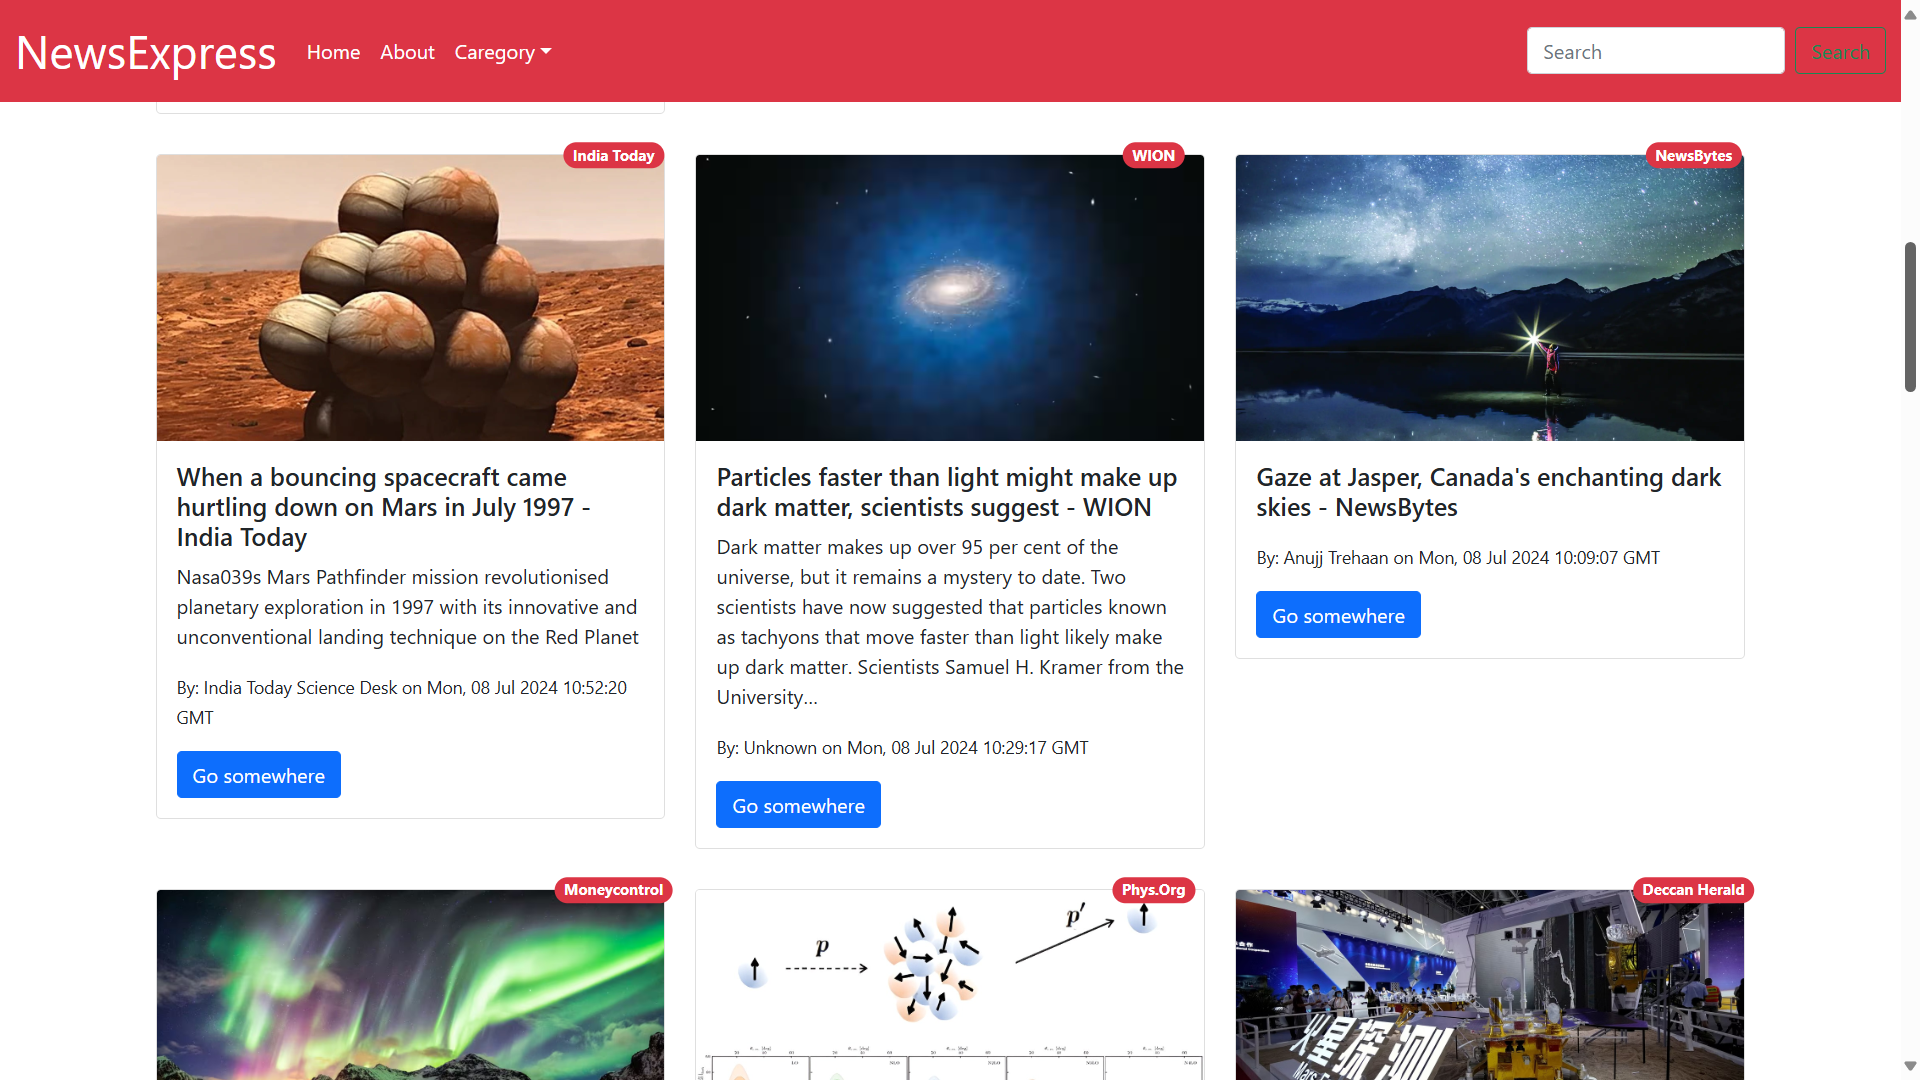 NewsExpress
Home
About
Caregory
Search
Search
India Today
WION
NewsBytes
When a bouncing spacecraft came
hurtling down on Mars in July 1997 -
India Today
Nasa039s Mars Pathfinder mission revolutionised
planetary exploration in 1997 with its innovative and
unconventional landing technique on the Red Planet
By: India Today Science Desk on Mon, 08 Jul 2024 10:52:20
GMT
Go somewhere
Particles faster than light might make up
dark matter, scientists suggest - WION
Dark matter makes up over 95 per cent of the
universe, but it remains a mystery to date. Two
scientists have now suggested that particles known
as tachyons that move faster than light likely make
up dark matter. Scientists Samuel H. Kramer from the
University...
By: Unknown on Mon, 08 Jul 2024 10:29:17 GMT
Go somewhere
Gaze at Jasper, Canada's enchanting dark
skies - NewsBytes
By: Anujj Trehaan on Mon, 08 Jul 2024 10:09:07 GMT
Go somewhere
Moneycontrol
Phys.Org
Deccan Herald
p
p′
火星探测